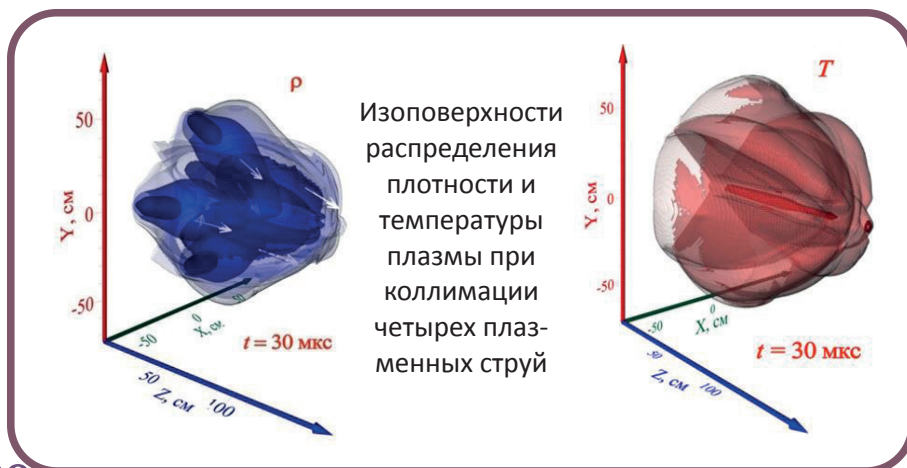 ρ
50
0
-50
Y, см
-50
0
50
X, см
50
100
Z, см
t = 30 мкс
Изоповерхности
распределения
плотности и
температуры
плазмы при
коллимации
четырех плаз-
менных струй
T
50
0
-50
Y, см
-50
0
X, см
50
100
Z, см
t = 30 мкс